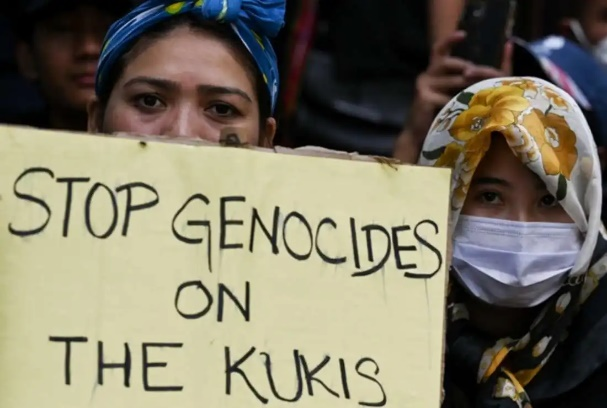 STOP GENOCIDES
ON
THE KUKIS